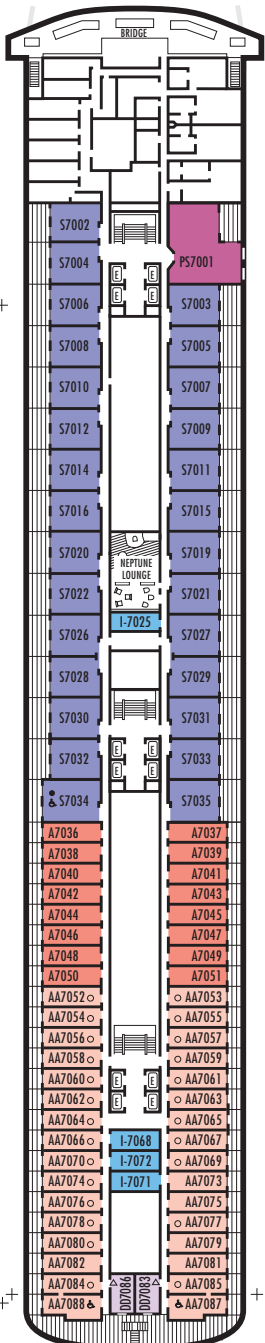 BRIDGE
S7002
S7004 E E PS7001
S7006 E E S7003
S7008 S7005
S7010 S7007
S7012 S7009
S7014 S7011
S7016 S7015
S7020 S7019
NEPTUNE
LOUNGE
S7022 S7021
S7026 I-7025 S7027
S7028 S7029
S7030 S7031
S7032 E E S7033
E E
S7034 S7035
A7036 A7037
A7038 A7039
A7040 A7041
A7042 A7043
A7044 A7045
A7046 A7047
A7048 A7049
A7050 A7051
AA7052 AA7053
AA7054 AA7055
AA7056 AA7057
AA7058 AA7059
AA7060 E E AA7061
AA7062 E E AA7063
AA7064 AA7065
AA7066 I-7068 AA7067
AA7070 I-7072 AA7069
AA7074 I-7071 AA7073
AA7076 AA7075
AA7078 AA7077
AA7080 AA7079
AA7082 AA7081
AA7084 DD7086 DD7083 AA7085
AA7088 AA7087